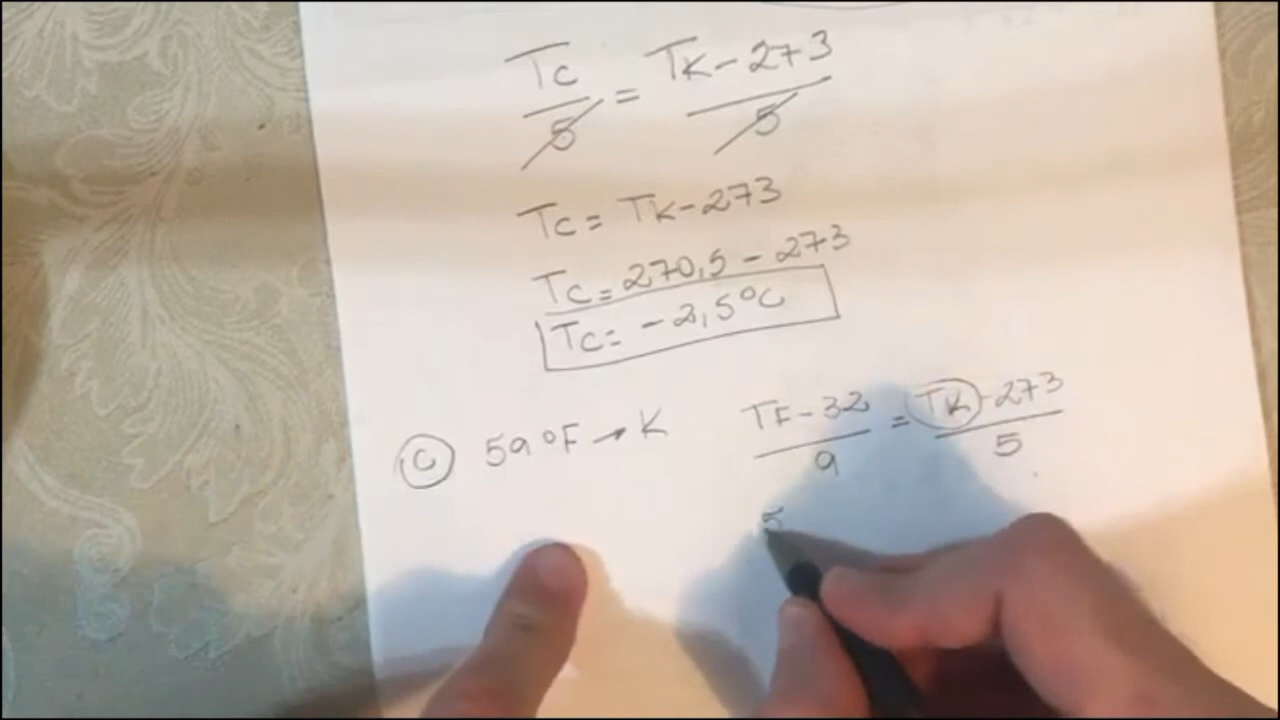 Tc/5 = TK-273/5
Tc = TK-273
Tc = 270,5 - 273
Tc = -2,5°C
C 59°F → K TF-32/9 = TK-273/5
5